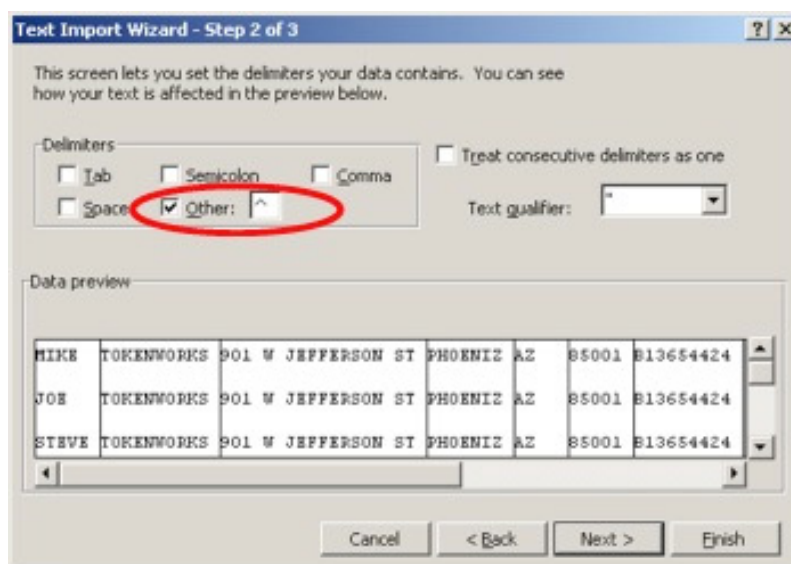 Text Import Wizard - Step 2 of 3
This screen lets you set the delimiters your data contains. You can see
how your text is affected in the preview below.
Delimiters
Tab Semicolon Comma
Space Other: ^
Treat consecutive delimiters as one
Text qualifier: "
Data preview
MIKE TOKENWORKS 901 W JEFFERSON ST PHOENIZ AZ 85001 B13654424
JOE TOKENWORKS 901 W JEFFERSON ST PHOENIZ AZ 85001 B13654424
STEVE TOKENWORKS 901 W JEFFERSON ST PHOENIZ AZ 85001 B13654424
Cancel < Back Next > Finish